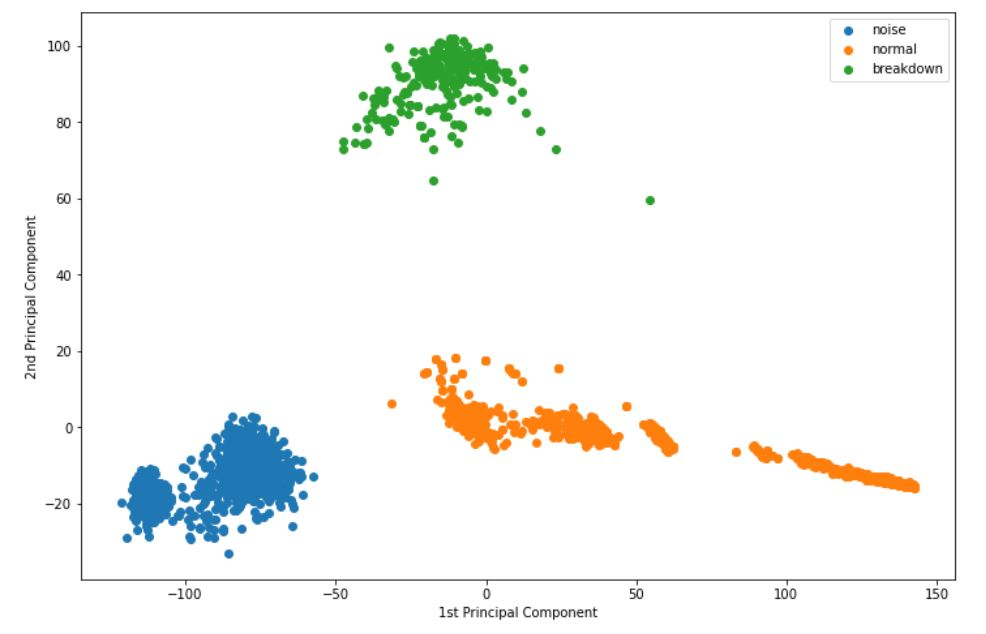 noise
normal
breakdown
100
80
60
40
20
0
−20
2nd Principal Component
−100
−50
0
50
100
150
1st Principal Component